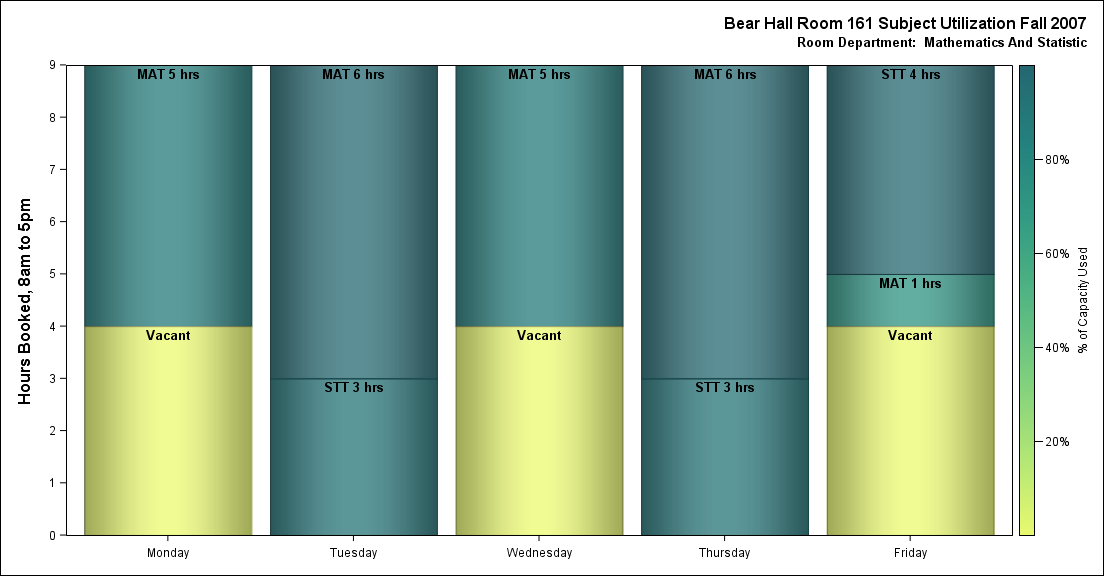 Bear Hall Room 161 Subject Utilization Fall 2007
Room Department:  Mathematics And Statistic
Hours Booked, 8am to 5pm
9
8
7
6
5
4
3
2
1
0
MAT 5 hrs
Vacant
MAT 6 hrs
STT 3 hrs
MAT 5 hrs
Vacant
MAT 6 hrs
STT 3 hrs
STT 4 hrs
MAT 1 hrs
Vacant
Monday
Tuesday
Wednesday
Thursday
Friday
80%
60%
40%
20%
% of Capacity Used